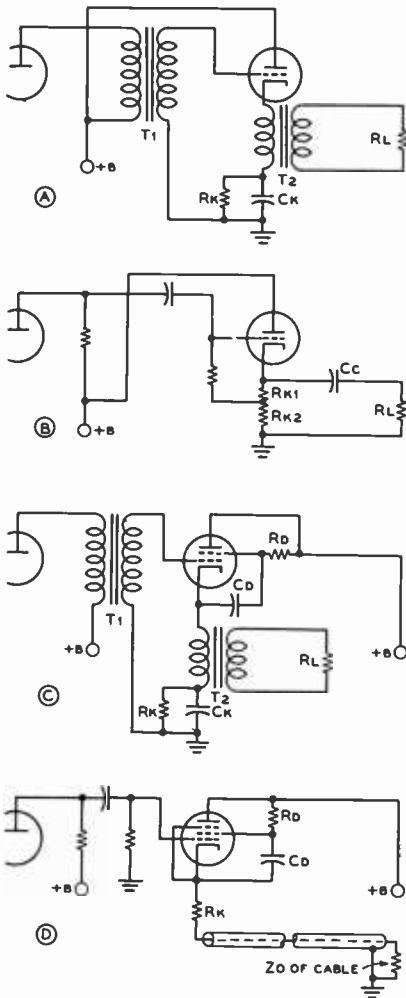 T1
+B
RK
CK
T2
RL
A
+B
CC
RK1
RK2
RL
B
RD
CD
T1
+B
RL
T2
RK
CK
+B
C
RD
CD
+B
+B
RK
D
ZO OF CABLE